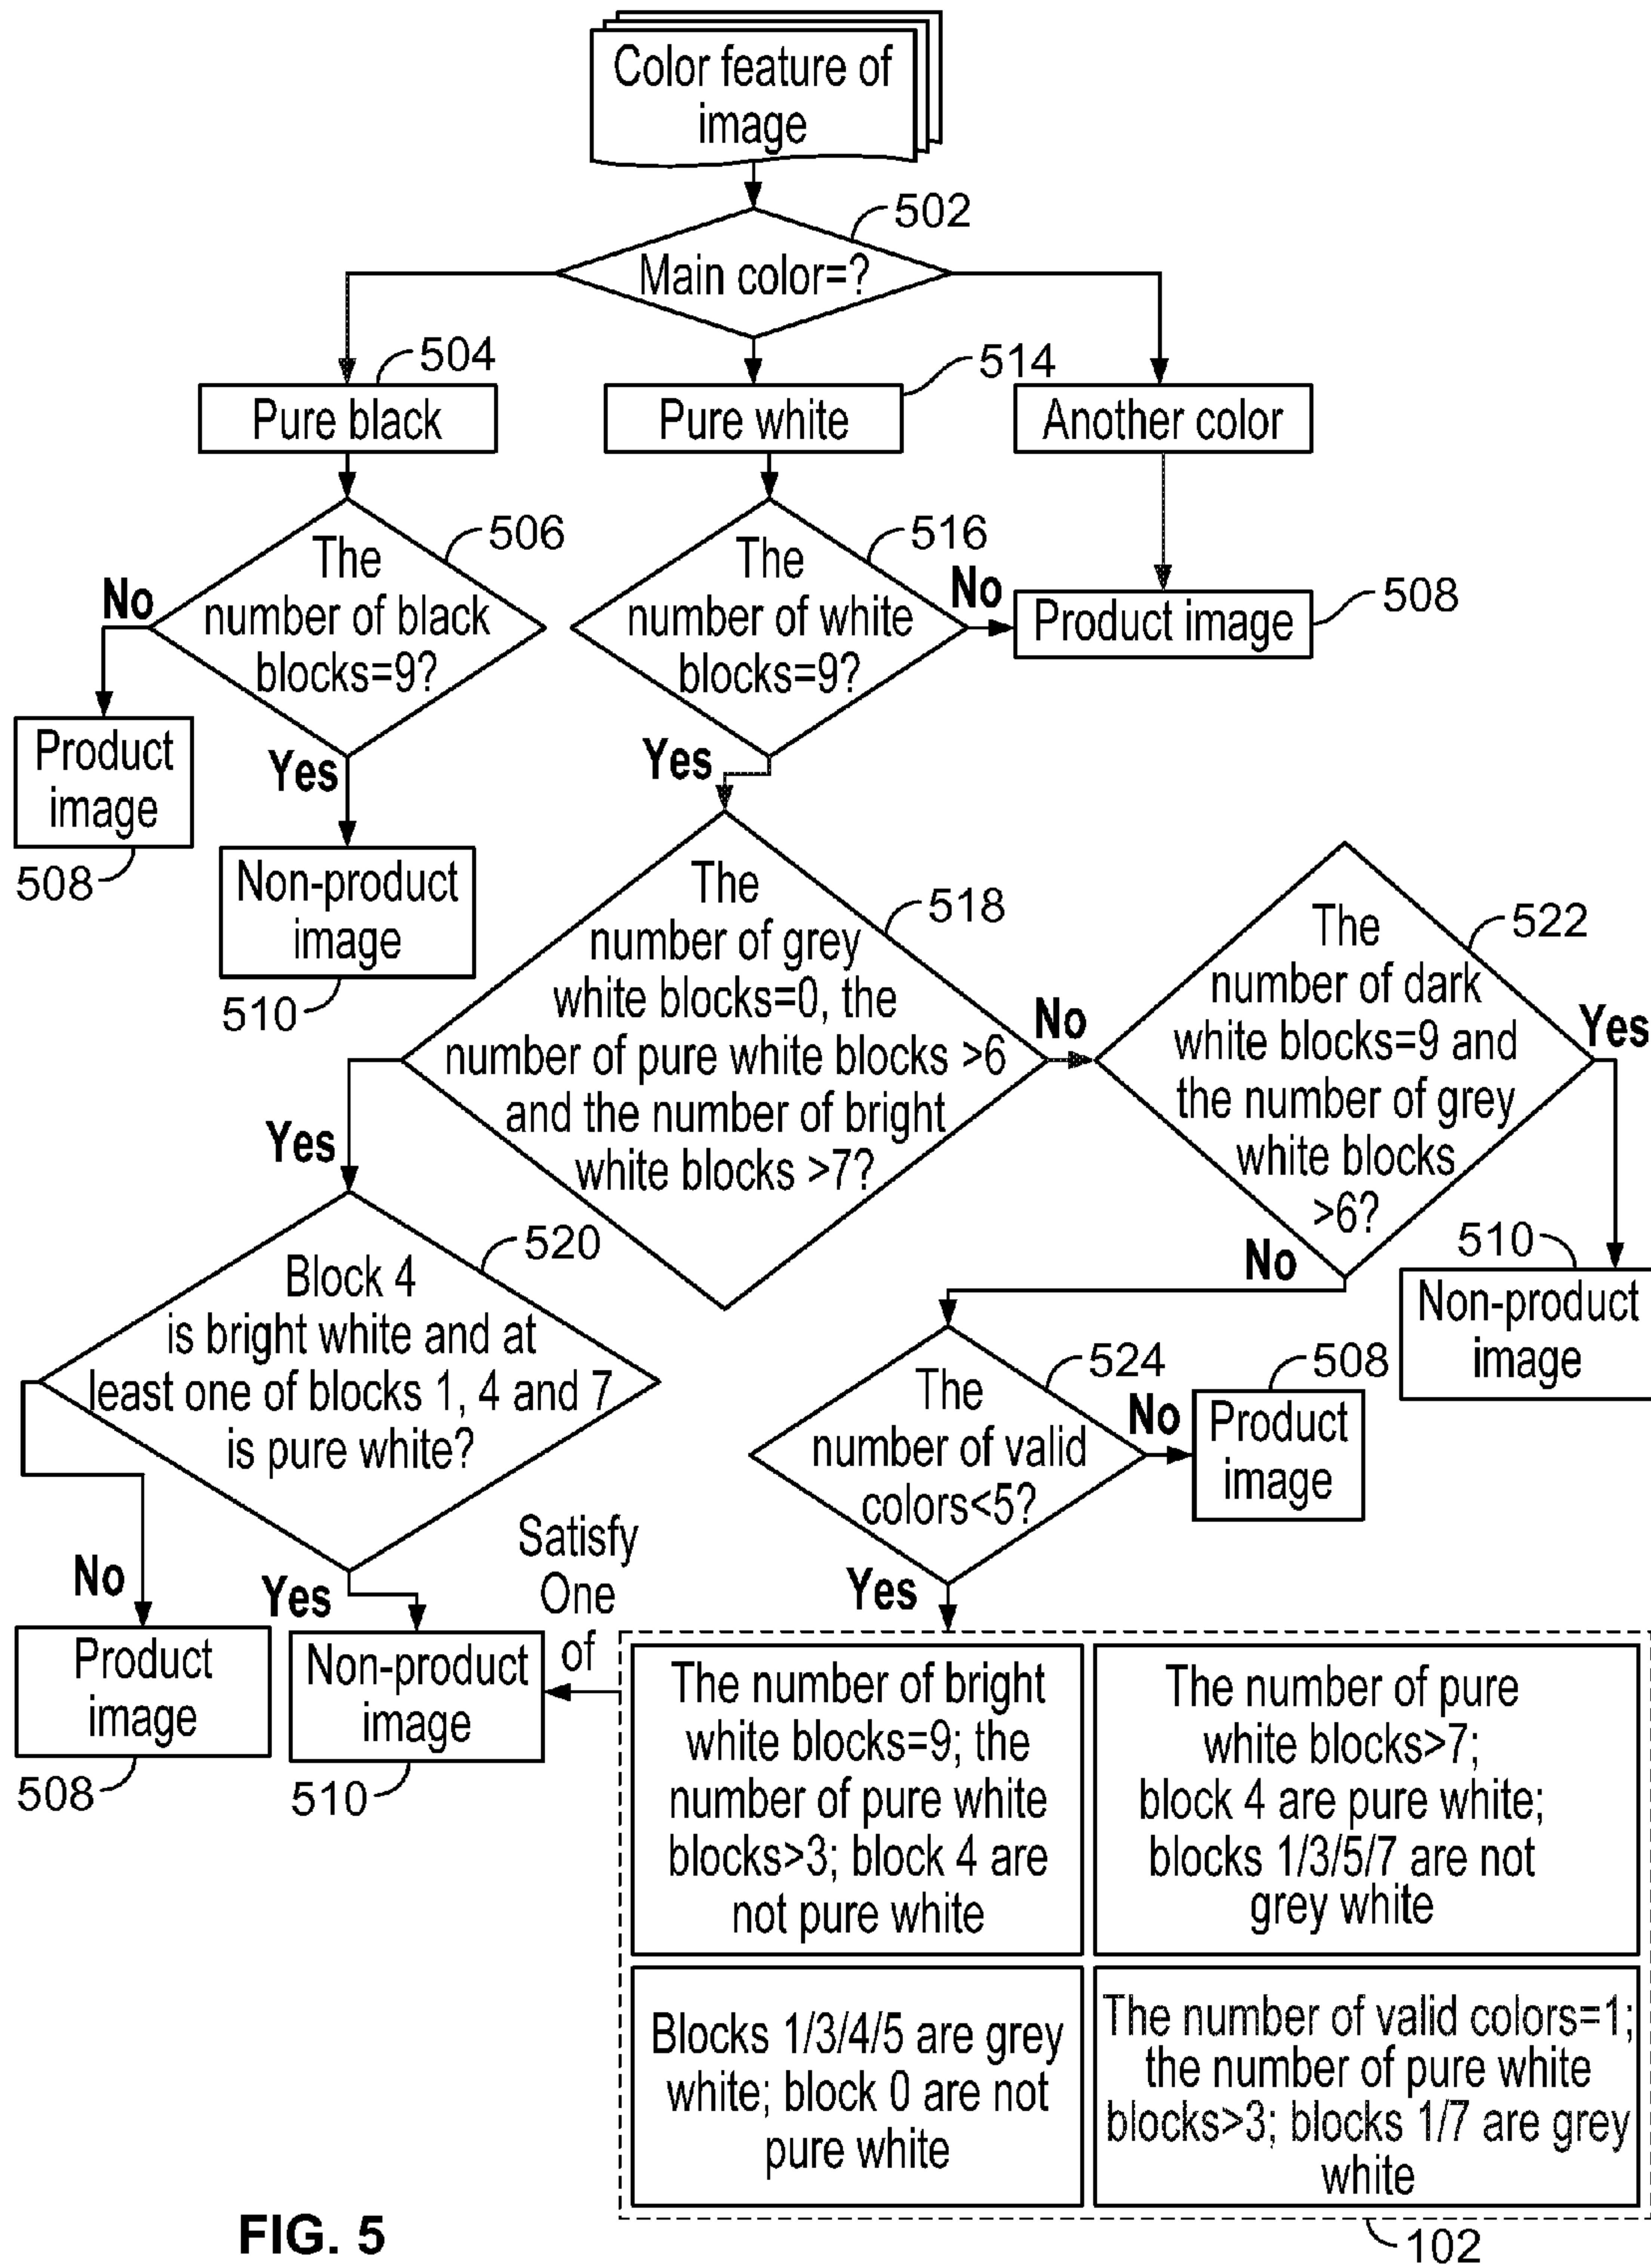 Color feature of
image
502
Main color=?
504
Pure black
514
Pure white
Another color
506
The
number of black
blocks=9?
No
Yes
Product
image
508
Non-product
image
510
516
The
number of white
blocks=9?
No
Product image
508
Yes
518
The
number of grey
white blocks=0, the
number of pure white blocks >6
and the number of bright
white blocks >7?
No
Yes
522
The
number of dark
white blocks=9 and
the number of grey
white blocks
>6?
Yes
510
Non-product
image
No
520
Block 4
is bright white and at
least one of blocks 1, 4 and 7
is pure white?
No
Product
image
508
Yes
Non-product
image
510
524
The
number of valid
colors<5?
No
508
Product
image
Yes
Satisfy
One
of
The number of bright
white blocks=9; the
number of pure white
blocks>3; block 4 are
not pure white
The number of pure
white blocks>7;
block 4 are pure white;
blocks 1/3/5/7 are not
grey white
Blocks 1/3/4/5 are grey
white; block 0 are not
pure white
The number of valid colors=1;
the number of pure white
blocks>3; blocks 1/7 are grey
white
102
FIG. 5